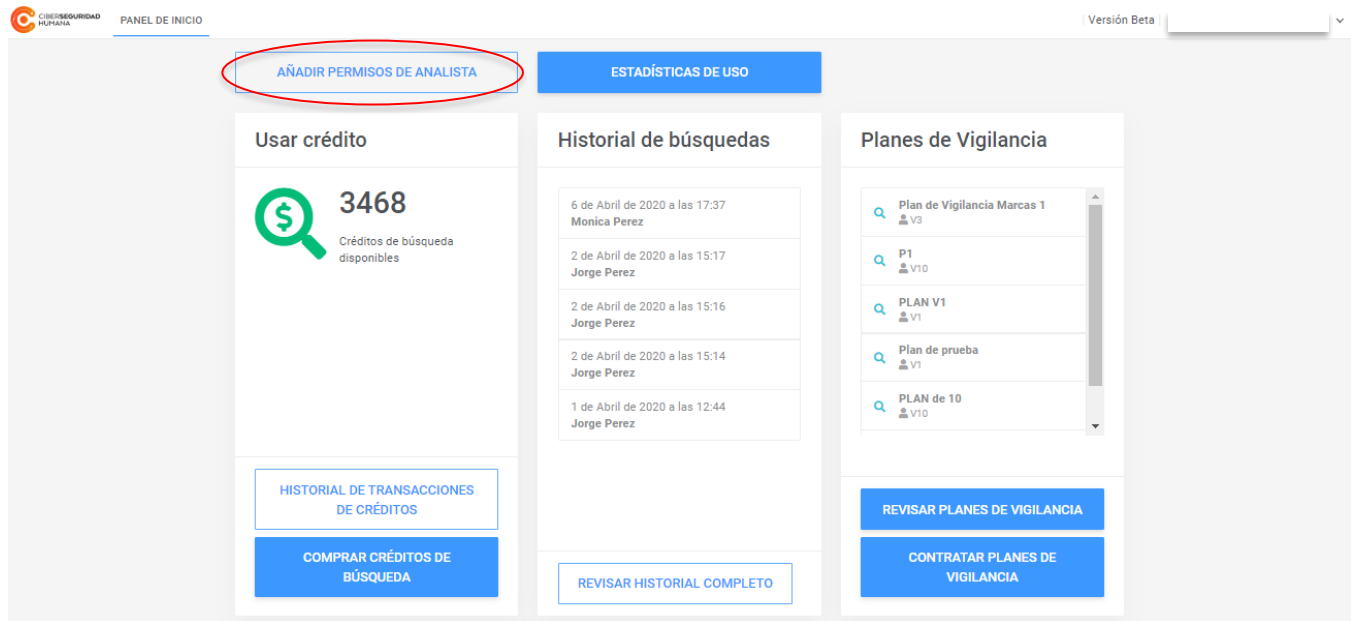 CIBERSEGURIDAD
HUMANA
PANEL DE INICIO
Versión Beta
AÑADIR PERMISOS DE ANALISTA
ESTADÍSTICAS DE USO
Usar crédito
3468
Créditos de búsqueda
disponibles
HISTORIAL DE TRANSACCIONES
DE CRÉDITOS
COMPRAR CRÉDITOS DE
BÚSQUEDA
Historial de búsquedas
6 de Abril de 2020 a las 17:37
Monica Perez
2 de Abril de 2020 a las 15:17
Jorge Perez
2 de Abril de 2020 a las 15:16
Jorge Perez
2 de Abril de 2020 a las 15:14
Jorge Perez
1 de Abril de 2020 a las 12:44
Jorge Perez
REVISAR HISTORIAL COMPLETO
Planes de Vigilancia
Plan de Vigilancia Marcas 1
V3
P1
V10
PLAN V1
V1
Plan de prueba
V1
PLAN de 10
V10
REVISAR PLANES DE VIGILANCIA
CONTRATAR PLANES DE
VIGILANCIA